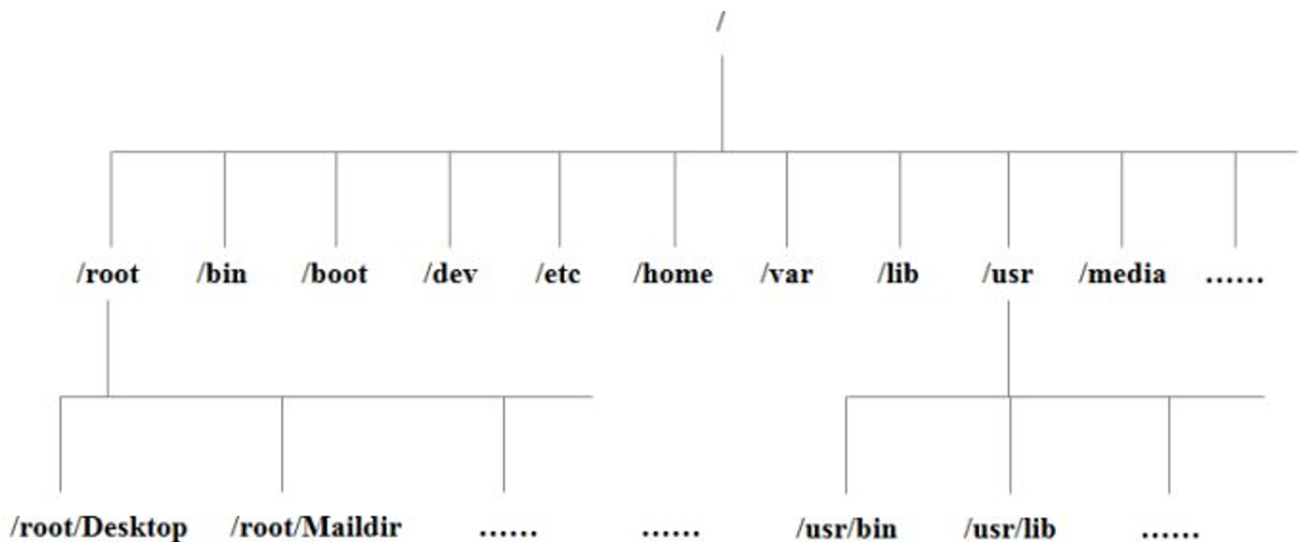 /
/root /bin /boot /dev /etc /home /var /lib /usr /media ......
/root/Desktop /root/Maildir ...... ...... /usr/bin /usr/lib ......